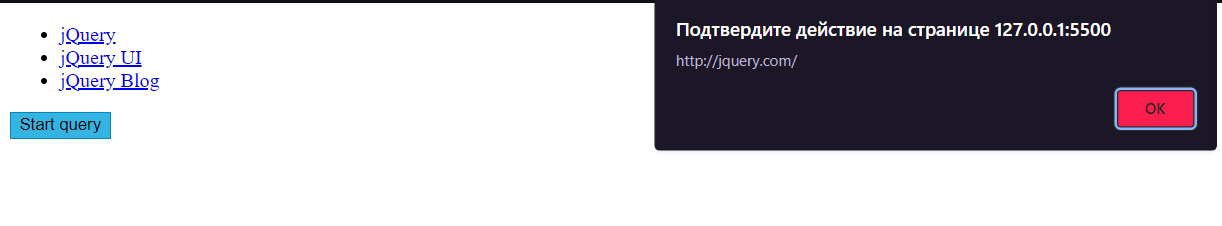 jQuery
jQuery UI
jQuery Blog
Start query
Подтвердите действие на странице 127.0.0.1:5500
http://jquery.com/
OK